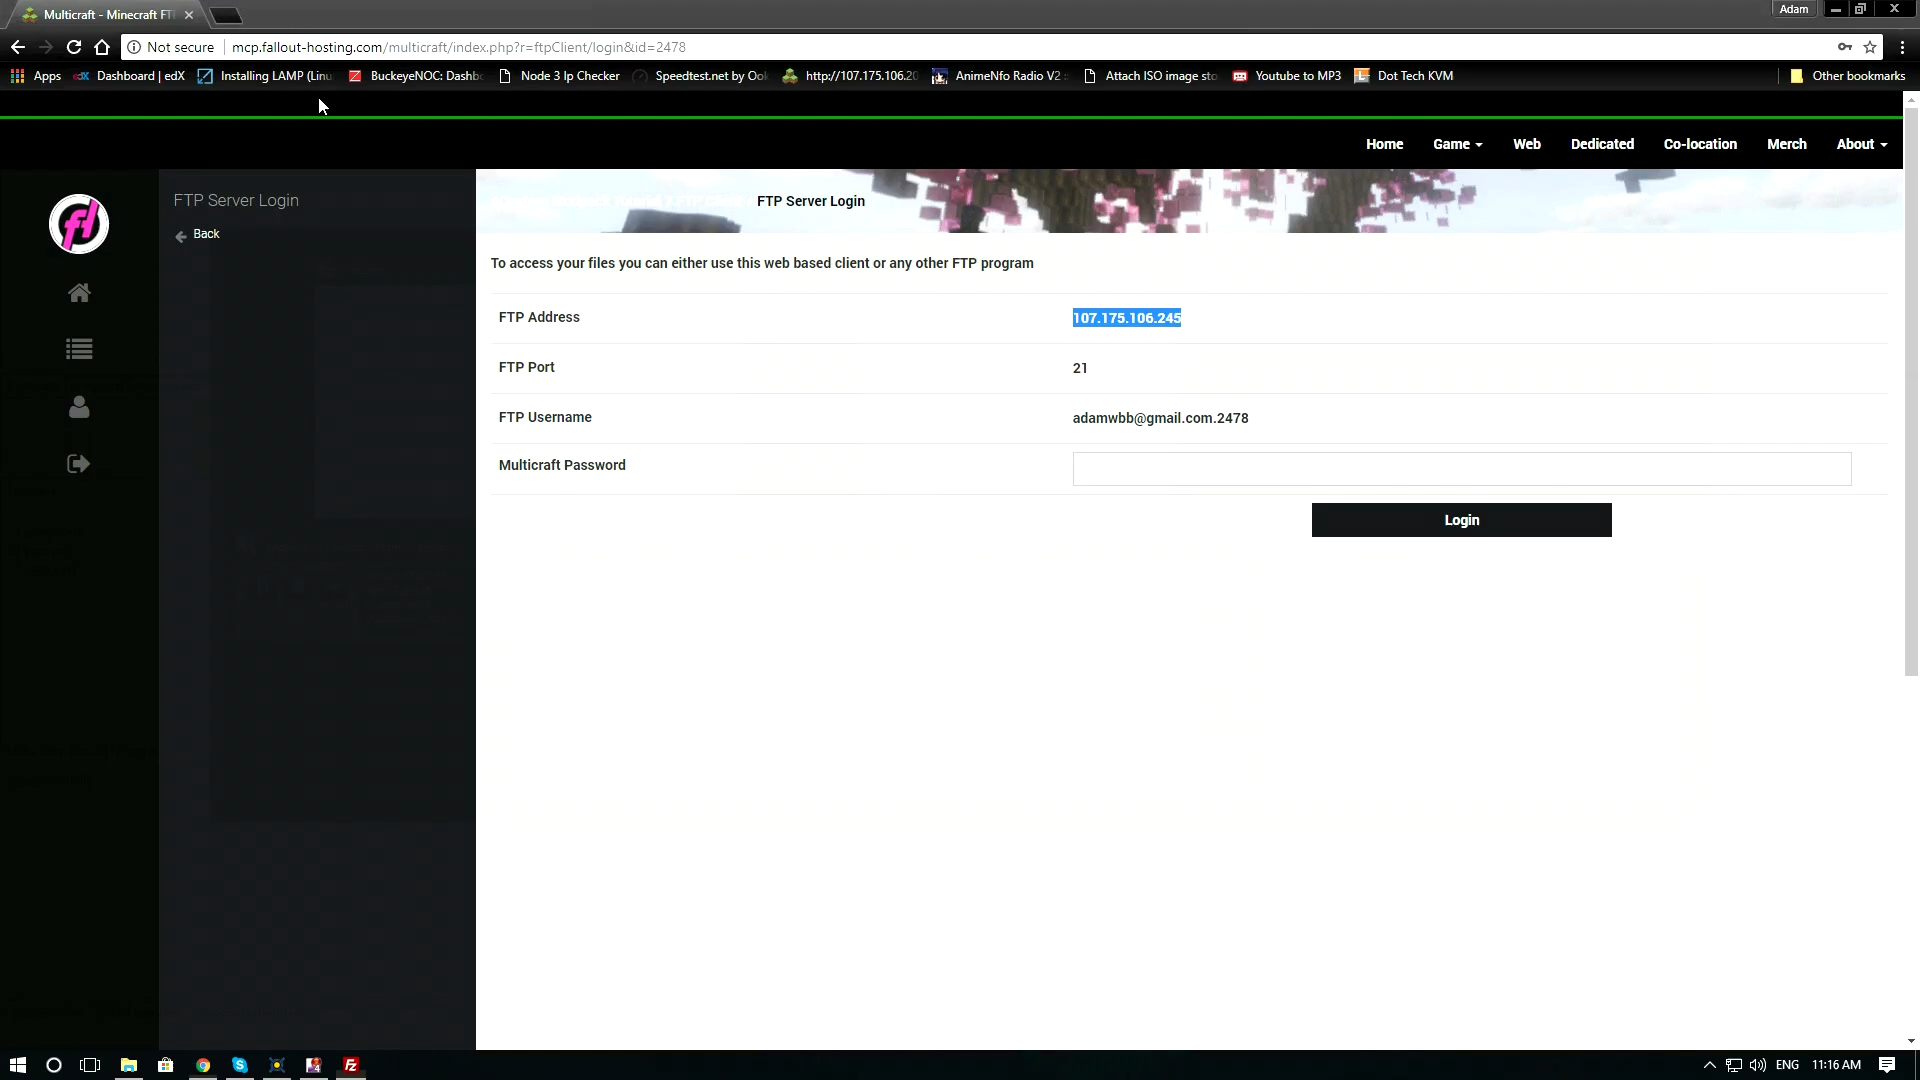 Multicraft - Minecraft FT
Adam
Not secure mcp.fallout-hosting.com/multicraft/index.php?r=ftpClient/login&id=2478
Apps Dashboard | edX Installing LAMP (Linu BuckeyeNOC: Dashb Node 3 Ip Checker Speedtest.net by Ook http://107.175.106.20 AnimeNfo Radio V2 : Attach ISO image sto Youtube to MP3 Dot Tech KVM Other bookmarks
Home Game Web Dedicated Co-location Merch About
FTP Server Login
Back
FTP Server Login
To access your files you can either use this web based client or any other FTP program
FTP Address 107.175.106.245
FTP Port 21
FTP Username adamwbb@gmail.com.2478
Multicraft Password
Login
ENG 11:16 AM